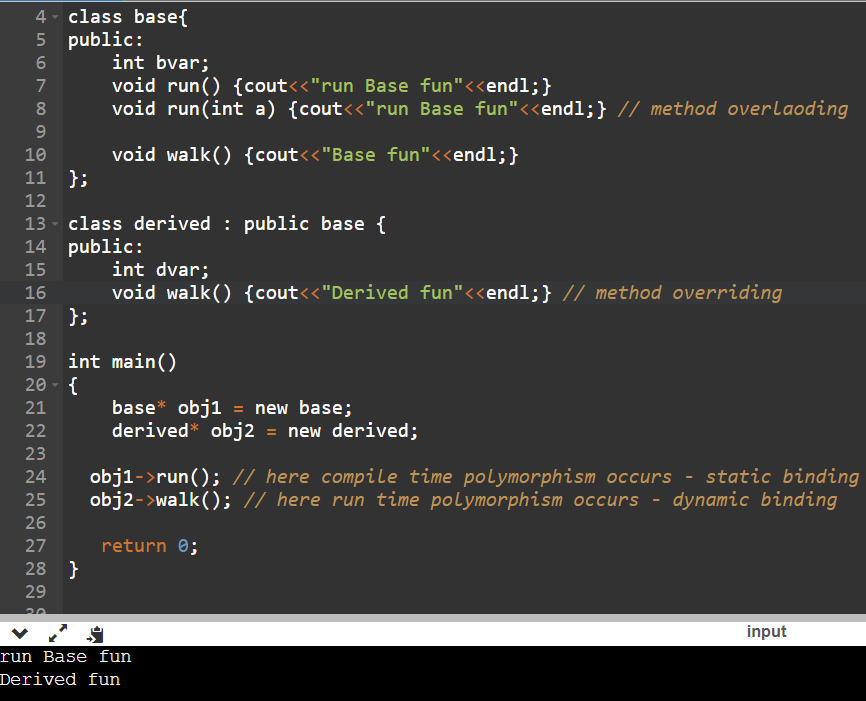 4 class base{
5 public:
6 int bvar;
7 void run() {cout<<"run Base fun"<<endl;}
8 void run(int a) {cout<<"run Base fun"<<endl;} // method overlaoding
9
10 void walk() {cout<<"Base fun"<<endl;}
11 };
12
13 class derived : public base {
14 public:
15 int dvar;
16 void walk() {cout<<"Derived fun"<<endl;} // method overriding
17 };
18
19 int main()
20 {
21 base* obj1 = new base;
22 derived* obj2 = new derived;
23
24 obj1->run(); // here compile time polymorphism occurs - static binding
25 obj2->walk(); // here run time polymorphism occurs - dynamic binding
26
27 return 0;
28 }
29
30
input
run Base fun
Derived fun